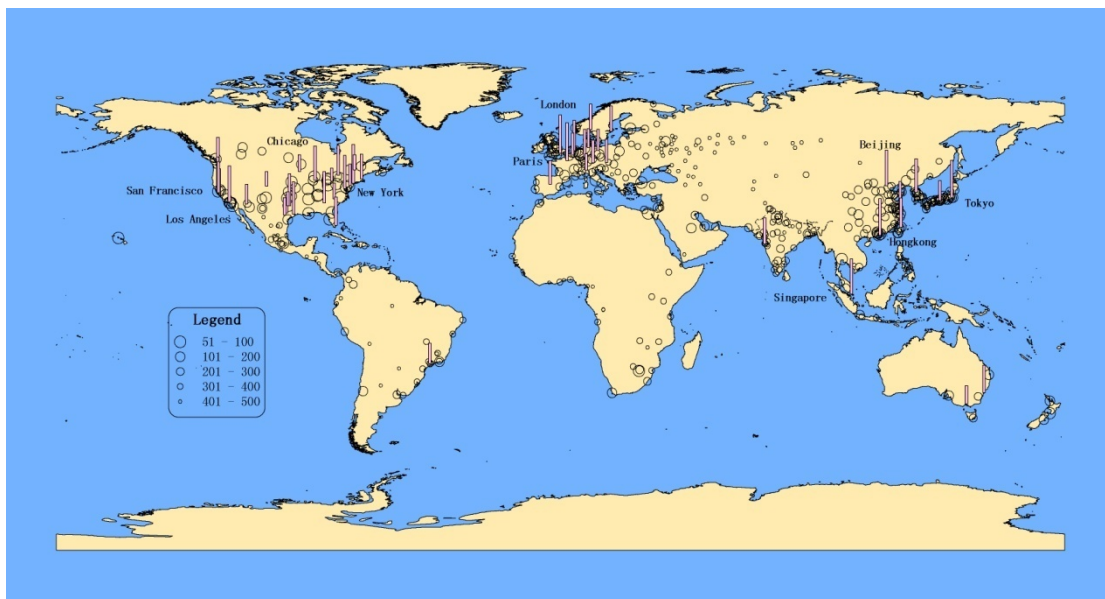 London
Chicago
Beijing
Paris
San Francisco
New York
Tokyo
Los Angeles
Hongkong
Singapore
Legend
51 - 100
101 - 200
201 - 300
301 - 400
401 - 500